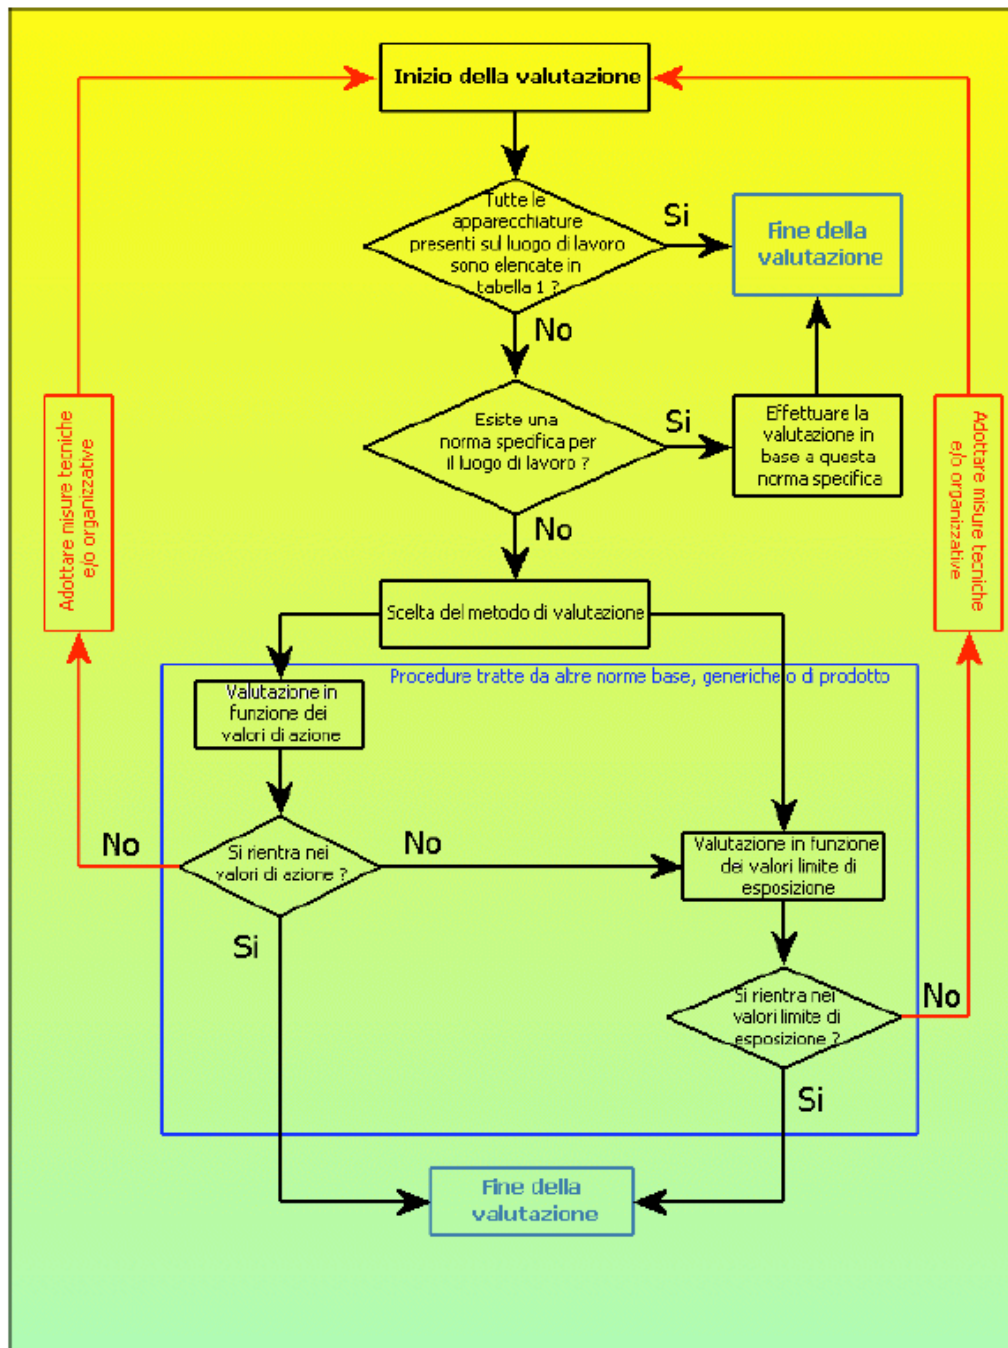 Inizio della valutazione
Tutte le
apparecchiature
presenti sul luogo di lavoro
sono elencate in
tabella 1 ?
Si
Fine della
valutazione
No
Esiste una
norma specifica per
il luogo di lavoro ?
Si
Effettuare la
valutazione in
base a questa
norma specifica
No
Adottare misure tecniche
e/o organizzative
Adottare misure tecniche
e/o organizzative
Scelta del metodo di valutazione
Procedure tratte da altre norme base, generiche o di prodotto
Valutazione in
funzione dei
valori di azione
No
Si rientra nei
valori di azione ?
No
Valutazione in funzione
dei valori limite di
esposizione
Si
Si rientra nei
valori limite di
esposizione ?
No
Si
Fine della
valutazione